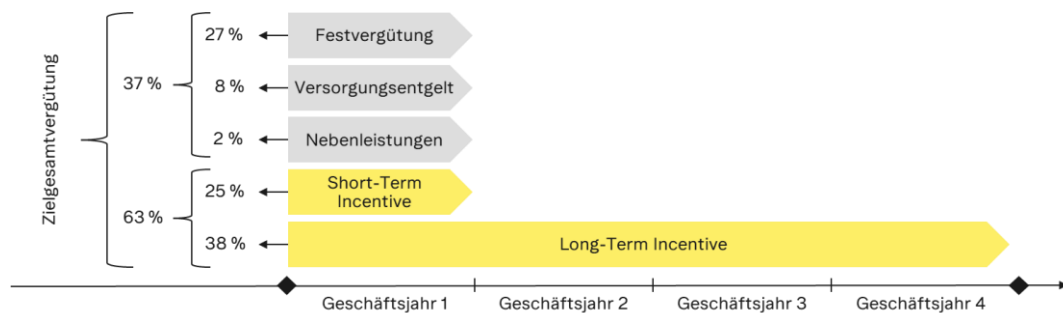 Zielgesamtvergütung
37 %
27 %
Festvergütung
8 %
Versorgungsentgelt
2 %
Nebenleistungen
63 %
25 %
Short-Term
Incentive
38 %
Long-Term Incentive
Geschäftsjahr 1
Geschäftsjahr 2
Geschäftsjahr 3
Geschäftsjahr 4